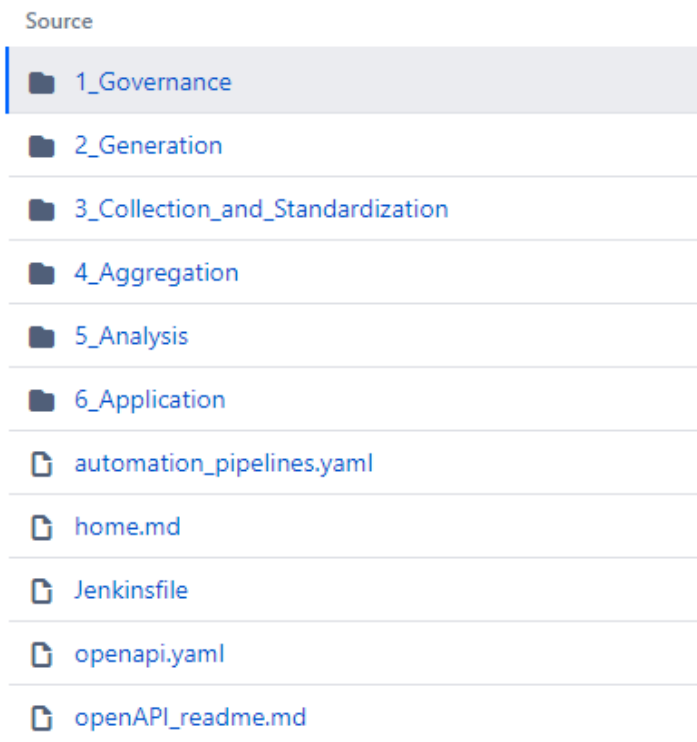 Source
1_Governance
2_Generation
3_Collection_and_Standardization
4_Aggregation
5_Analysis
6_Application
automation_pipelines.yaml
home.md
Jenkinsfile
openapi.yaml
openAPI_readme.md